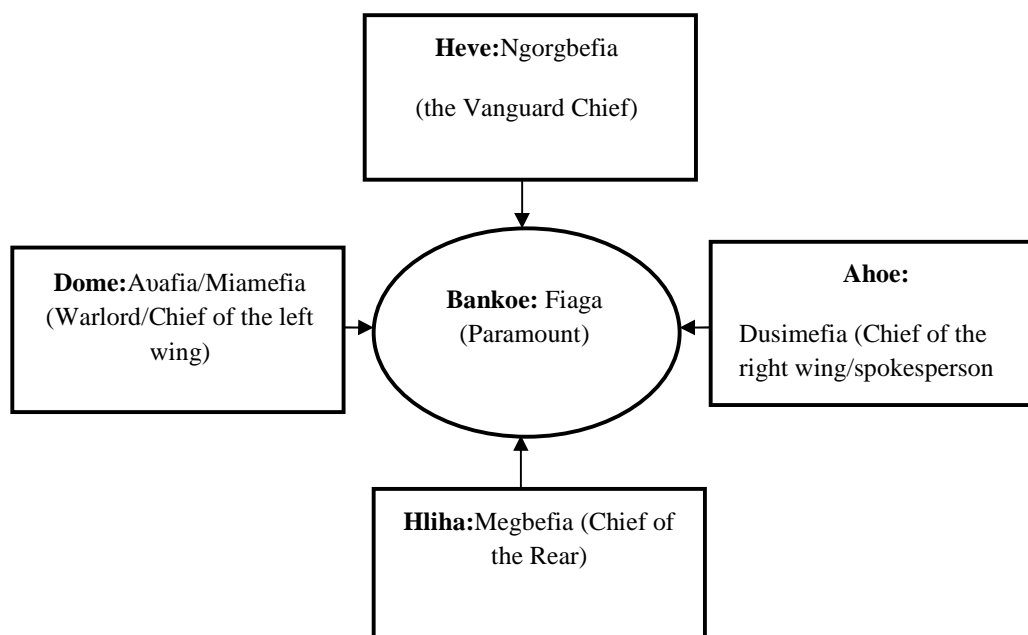 Heve:Ngorgbefia
(the Vanguard Chief)
Dome:Aʋafia/Miamefia
(Warlord/Chief of the left
wing)
Bankoe: Fiaga
(Paramount)
Ahoe:
Dusimefia (Chief of the
right wing/spokesperson
Hliha:Megbefia (Chief of
the Rear)